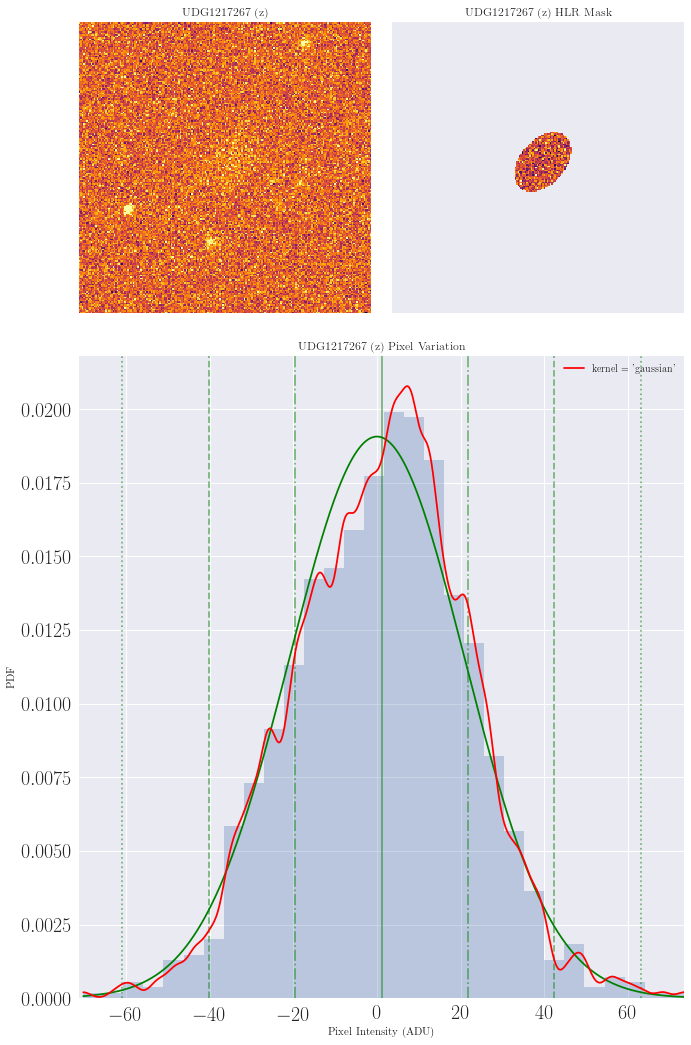 UDG1217267 (z)
UDG1217267 (z) HLR Mask
UDG1217267 (z) Pixel Variation
kernel = 'gaussian'
PDF
0.0200
0.0175
0.0150
0.0125
0.0100
0.0075
0.0050
0.0025
0.0000
−60 −40 −20 0 20 40 60
Pixel Intensity (ADU)